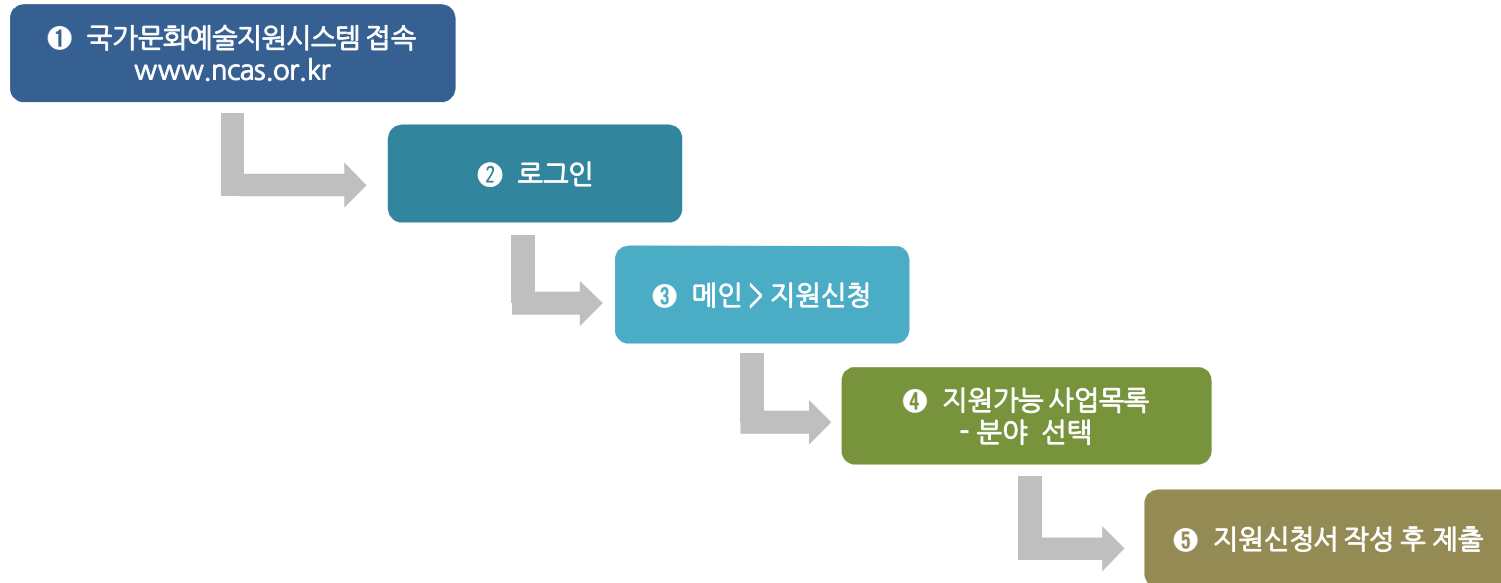 ❶ 국가문화예술지원시스템 접속
www.ncas.or.kr
❷ 로그인
❸ 메인 > 지원신청
❹ 지원가능 사업목록
- 분야 선택
❺ 지원신청서 작성 후 제출